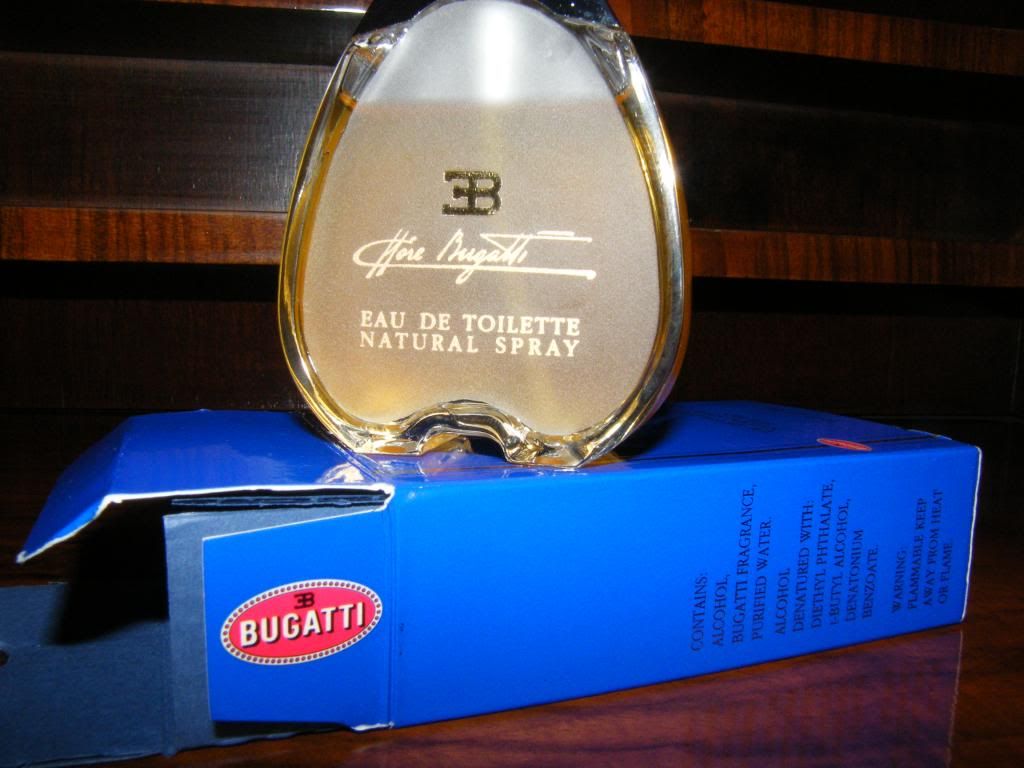 EB
Ettore Bugatti
EAU DE TOILETTE
NATURAL SPRAY
EB
BUGATTI
CONTAINS:
ALCOHOL,
BUGATTI FRAGRANCE,
PURIFIED WATER.
ALCOHOL
DENATURED WITH:
DIETHYL PHTHALATE,
t-BUTYL ALCOHOL,
DENATONIUM
BENZOATE.
WARNING:
FLAMMABLE KEEP
AWAY FROM HEAT
OR FLAME.